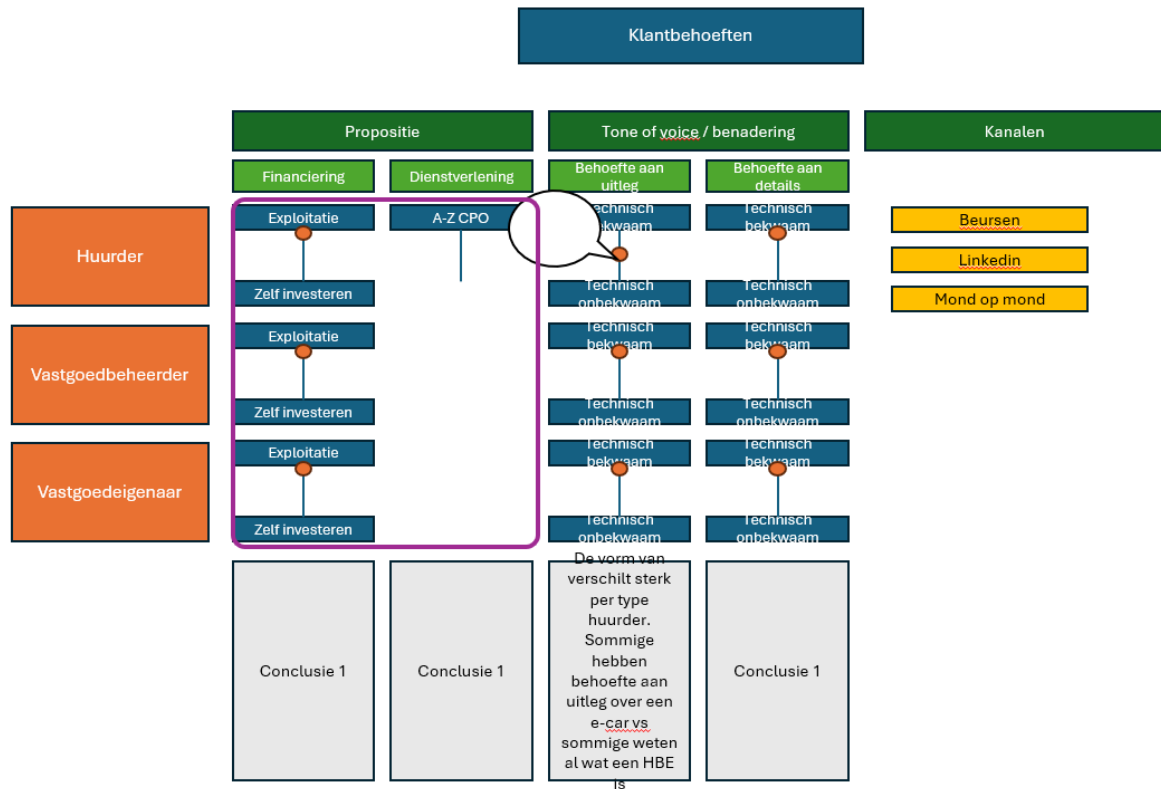 Klantbehoeften
Propositie
Tone of voice / benadering
Kanalen
Financiering
Dienstverlening
Behoefte aan
uitleg
Behoefte aan
details
Huurder
Exploitatie
A-Z CPO
Technisch
Technisch
bekwaam
Beursen
Linkedin
Mond op mond
Zelf investeren
Technisch
onbekwaam
Technisch
onbekwaam
Vastgoedbeheerder
Exploitatie
Technisch
bekwaam
Technisch
bekwaam
Zelf investeren
Technisch
onbekwaam
Technisch
onbekwaam
Vastgoedeigenaar
Exploitatie
Technisch
bekwaam
Technisch
bekwaam
Zelf investeren
Technisch
onbekwaam
Technisch
onbekwaam
Conclusie 1
Conclusie 1
De vorm van
verschilt sterk
per type
huurder.
Sommige
hebben
behoefte aan
uitleg over een
e-car vs
sommige weten
al wat een HBE
is
Conclusie 1